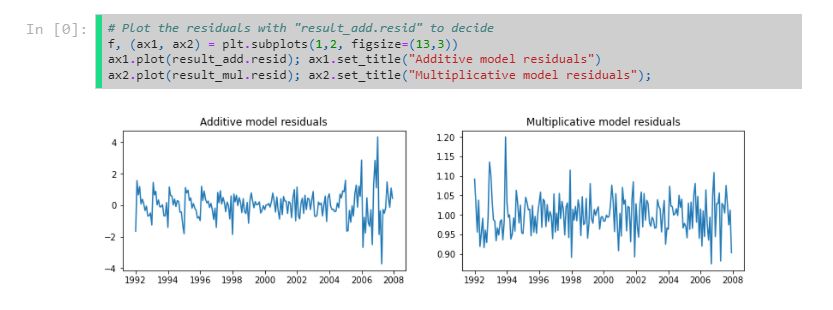 In [0]:
# Plot the residuals with "result_add.resid" to decide
f, (ax1, ax2) = plt.subplots(1,2, figsize=(13,3))
ax1.plot(result_add.resid); ax1.set_title("Additive model residuals")
ax2.plot(result_mul.resid); ax2.set_title("Multiplicative model residuals");
Additive model residuals
4
2
0
−2
−4
1992 1994 1996 1998 2000 2002 2004 2006 2008
Multiplicative model residuals
1.20
1.15
1.10
1.05
1.00
0.95
0.90
1992 1994 1996 1998 2000 2002 2004 2006 2008